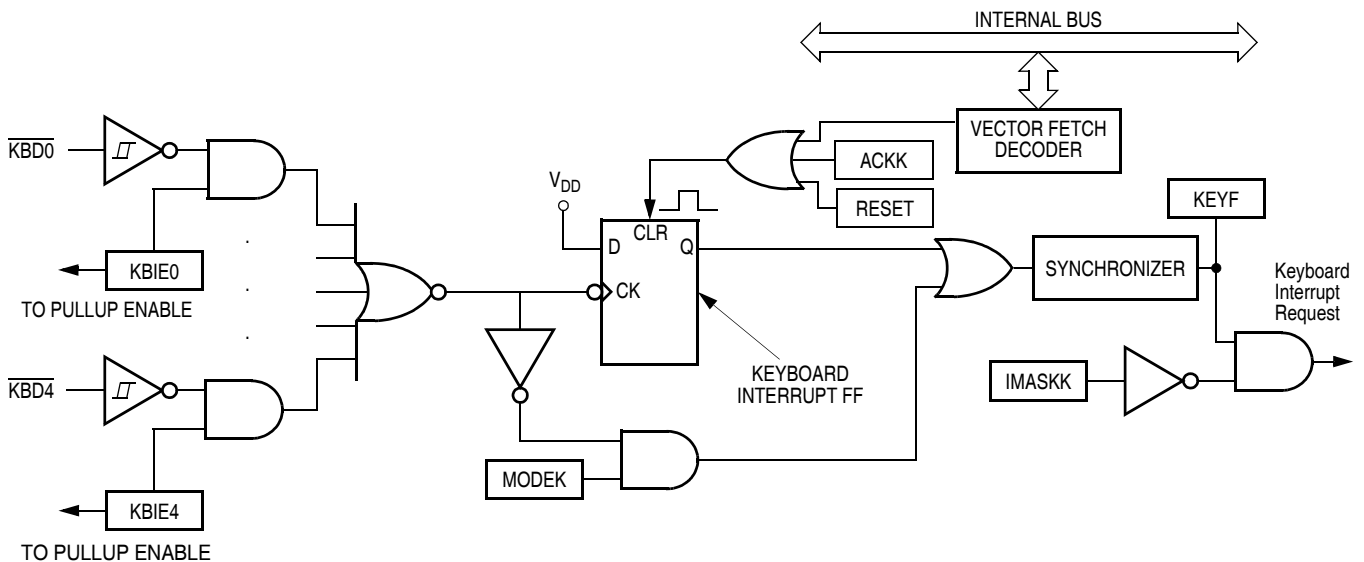 INTERNAL BUS
VECTOR FETCH
DECODER
KBD0
ACKK
VDD
RESET
KEYF
CLR
D
Q
KBIE0
SYNCHRONIZER
Keyboard
Interrupt
Request
CK
TO PULLUP ENABLE
KBD4
KEYBOARD
INTERRUPT FF
IMASKK
MODEK
KBIE4
TO PULLUP ENABLE